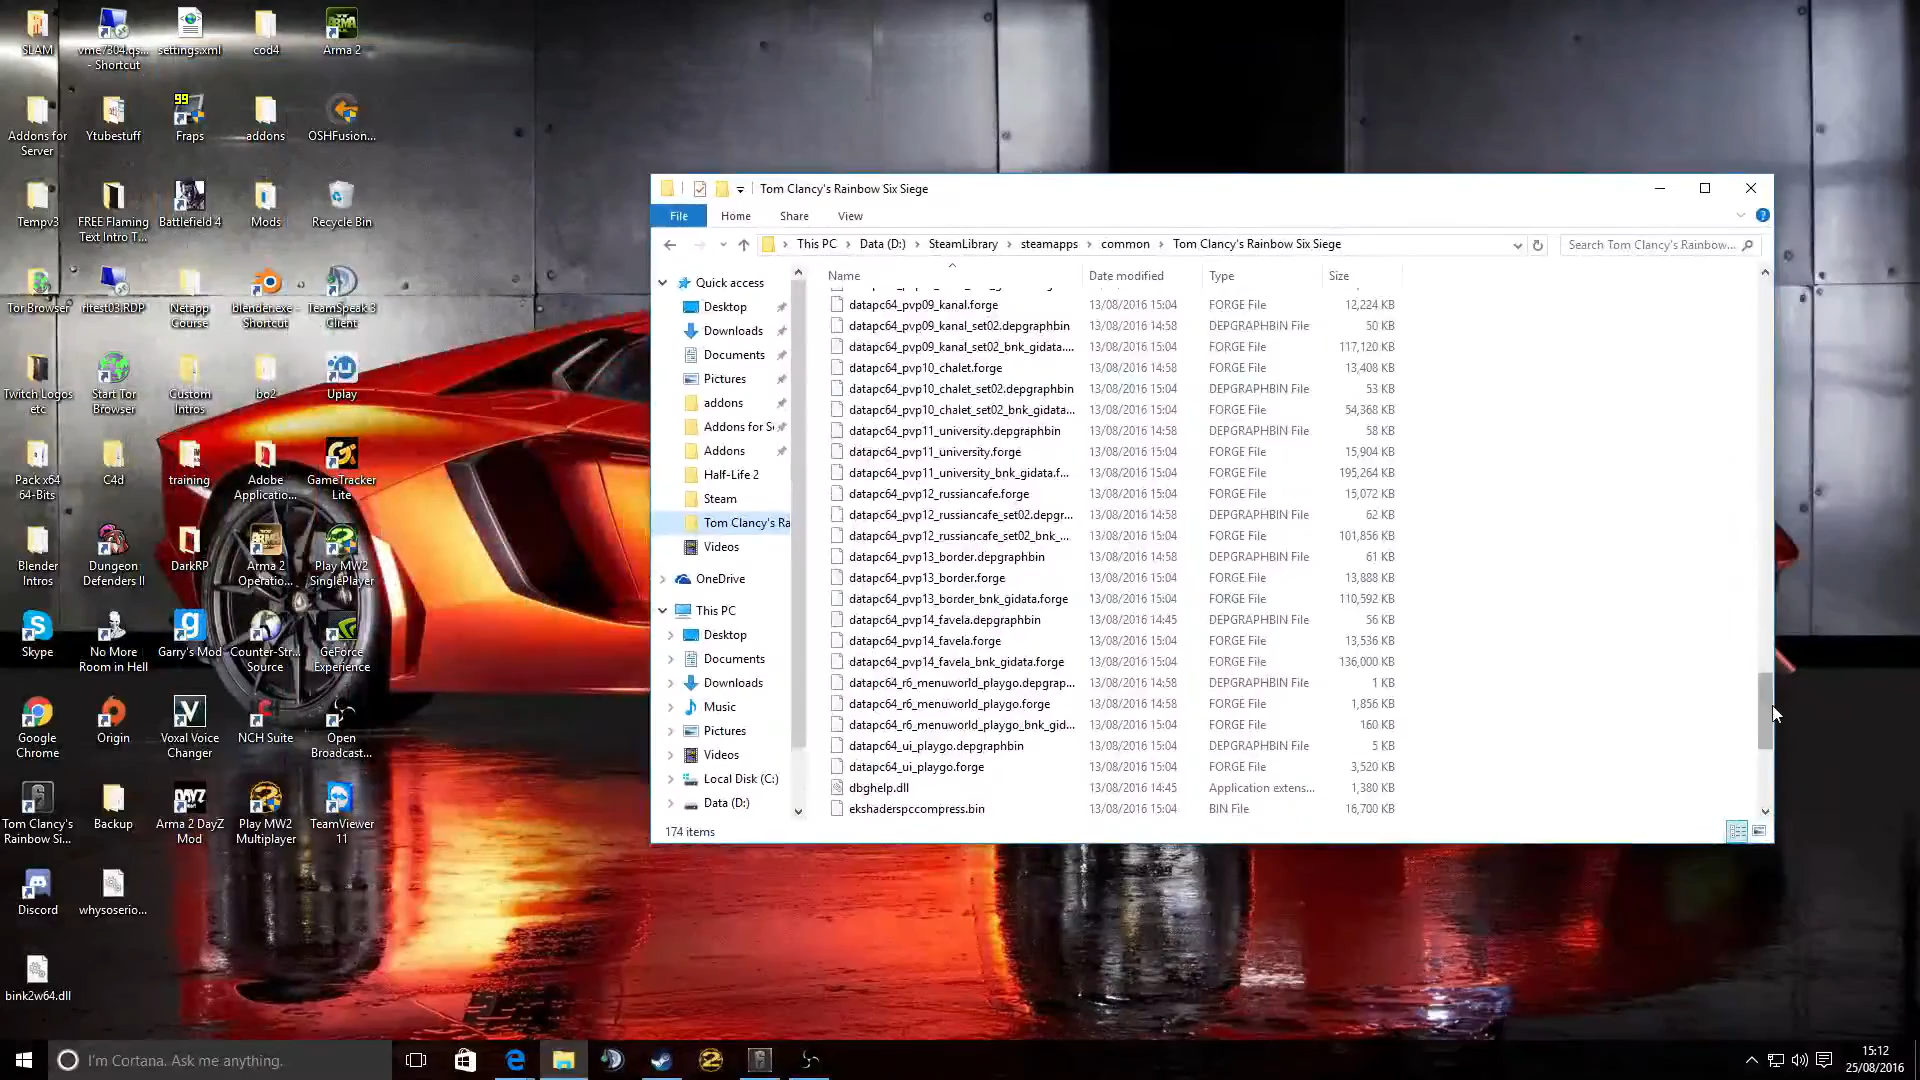 SLAM
vme7304.qs...
- Shortcut
settings.xml
cod4
Arma 2
Addons for
Server
Ytubestuff
99
Fraps
addons
OSHFusion...
Tempv3
FREE Flaming
Text Intro T...
Battlefield 4
Mods
Recycle Bin
Tor Browser
rltest03.RDP
Netapp
Course
blender.exe -
Shortcut
TeamSpeak 3
Client
Twitch Logos
etc
Start Tor
Browser
Custom
Intros
bo2
Uplay
Pack x64
64-Bits
C4d
training
Adobe
Applicatio...
GameTracker
Lite
Blender
Intros
Dungeon
Defenders II
DarkRP
Arma 2
Operatio...
Play MW2
SinglePlayer
Skype
No More
Room in Hell
Garry's Mod
Counter-Str...
Source
GeForce
Experience
Google
Chrome
Origin
Voxal Voice
Changer
NCH Suite
Open
Broadcast...
Tom Clancy's
Rainbow Si...
Backup
Arma 2 DayZ
Mod
Play MW2
Multiplayer
TeamViewer
11
Discord
whysoserio...
bink2w64.dll
Tom Clancy's Rainbow Six Siege
File Home Share View
This PC Data (D:) SteamLibrary steamapps common Tom Clancy's Rainbow Six Siege
Search Tom Clancy's Rainbow...
Quick access
Desktop
Downloads
Documents
Pictures
addons
Addons for Se
Addons
Half-Life 2
Steam
Tom Clancy's Ra
Videos
OneDrive
This PC
Desktop
Documents
Downloads
Music
Pictures
Videos
Local Disk (C:)
Data (D:)
Name Date modified Type Size
datapc64_pvp09_kanal.forge 13/08/2016 15:04 FORGE File 12,224 KB
datapc64_pvp09_kanal_set02.depgraphbin 13/08/2016 14:58 DEPGRAPHBIN File 50 KB
datapc64_pvp09_kanal_set02_bnk_gidata.... 13/08/2016 15:04 FORGE File 117,120 KB
datapc64_pvp10_chalet.forge 13/08/2016 14:58 FORGE File 13,408 KB
datapc64_pvp10_chalet_set02.depgraphbin 13/08/2016 15:04 DEPGRAPHBIN File 53 KB
datapc64_pvp10_chalet_set02_bnk_gidata... 13/08/2016 15:04 FORGE File 54,368 KB
datapc64_pvp11_university.depgraphbin 13/08/2016 14:58 DEPGRAPHBIN File 58 KB
datapc64_pvp11_university.forge 13/08/2016 15:04 FORGE File 15,904 KB
datapc64_pvp11_university_bnk_gidata.f... 13/08/2016 15:04 FORGE File 195,264 KB
datapc64_pvp12_russiancafe.forge 13/08/2016 15:04 FORGE File 15,072 KB
datapc64_pvp12_russiancafe_set02.depgr... 13/08/2016 14:58 DEPGRAPHBIN File 62 KB
datapc64_pvp12_russiancafe_set02_bnk_... 13/08/2016 15:04 FORGE File 101,856 KB
datapc64_pvp13_border.depgraphbin 13/08/2016 14:58 DEPGRAPHBIN File 61 KB
datapc64_pvp13_border.forge 13/08/2016 15:04 FORGE File 13,888 KB
datapc64_pvp13_border_bnk_gidata.forge 13/08/2016 15:04 FORGE File 110,592 KB
datapc64_pvp14_favela.depgraphbin 13/08/2016 14:45 DEPGRAPHBIN File 56 KB
datapc64_pvp14_favela.forge 13/08/2016 15:04 FORGE File 13,536 KB
datapc64_pvp14_favela_bnk_gidata.forge 13/08/2016 15:04 FORGE File 136,000 KB
datapc64_r6_menuworld_playgo.depgrap... 13/08/2016 14:58 DEPGRAPHBIN File 1 KB
datapc64_r6_menuworld_playgo.forge 13/08/2016 14:58 FORGE File 1,856 KB
datapc64_r6_menuworld_playgo_bnk_gid... 13/08/2016 15:04 FORGE File 160 KB
datapc64_ui_playgo.depgraphbin 13/08/2016 15:04 DEPGRAPHBIN File 5 KB
datapc64_ui_playgo.forge 13/08/2016 15:04 FORGE File 3,520 KB
dbghelp.dll 13/08/2016 14:45 Application extens... 1,380 KB
ekshaderspccompress.bin 13/08/2016 15:04 BIN File 16,700 KB
174 items
I'm Cortana. Ask me anything.
15:12
25/08/2016